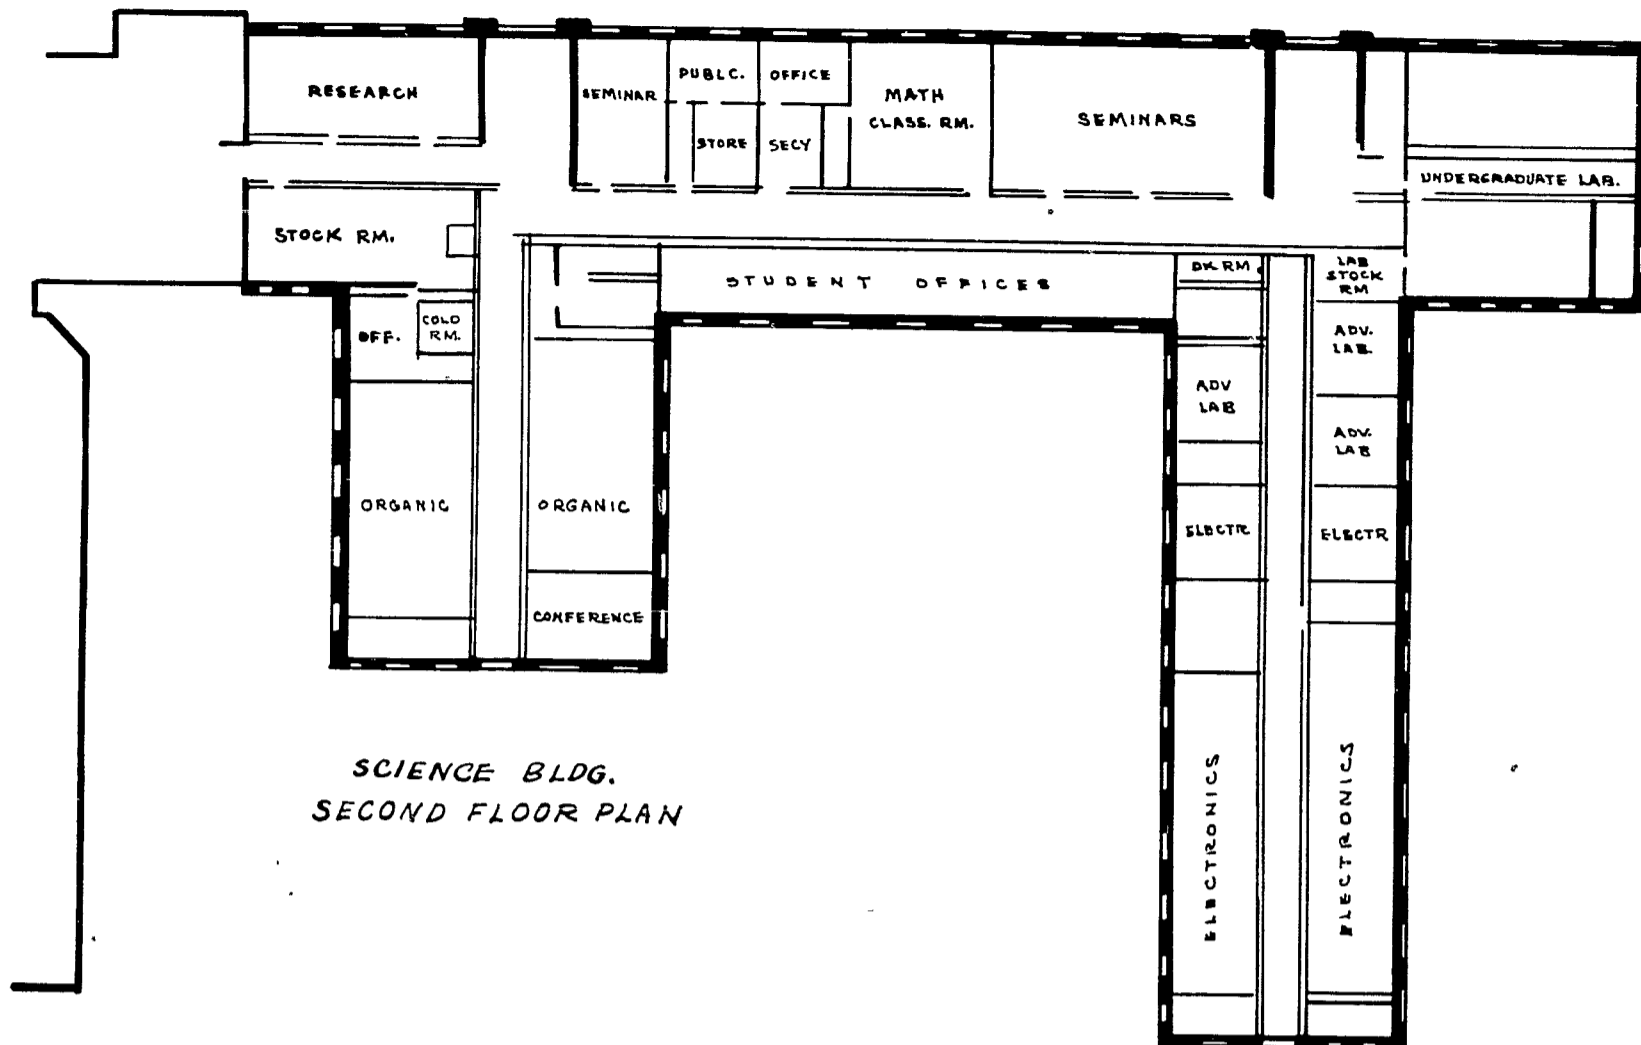 RESEARCH
SEMINAR
PUBLC.
OFFICE
MATH
CLASS. RM.
SEMINARS
STORE
SECY
UNDERGRADUATE LAB.
STOCK RM.
STUDENT OFFICES
DK RM
LAB
STOCK
RM
OFF.
COLD
RM.
ADV.
LAB.
ADV
LAB
ADV.
LAB
ORGANIC
ORGANIC
ELECTR
ELECTR
CONFERENCE
ELECTRONICS
ELECTRONICS
SCIENCE BLDG.
SECOND FLOOR PLAN